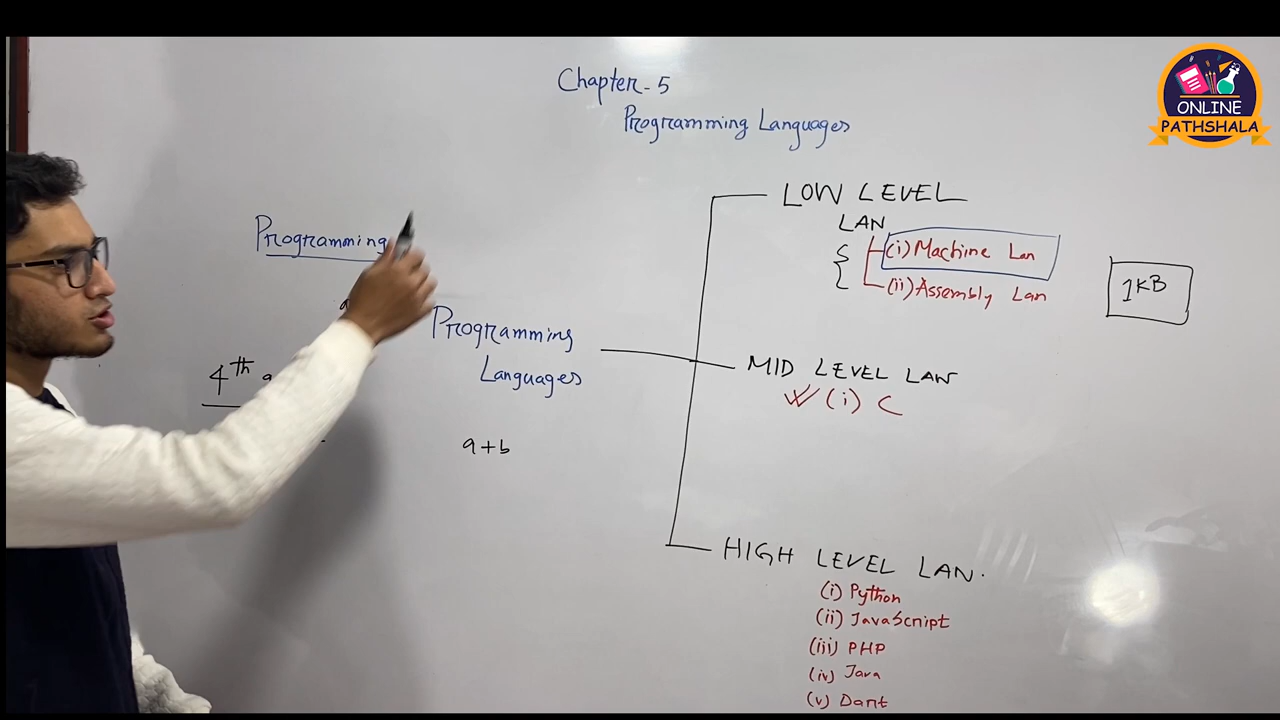 Chapter-5
Programming Languages
ONLINE
PATHSHALA
Programming
4th
Programming
Languages
a+b
LOW LEVEL
LAN
(i) Machine Lan
(ii) Assembly Lan
1KB
MID LEVEL LAN
(i) C
HIGH LEVEL LAN.
(i) Python
(ii) JavaScript
(iii) PHP
(iv) Java
(v) Dart